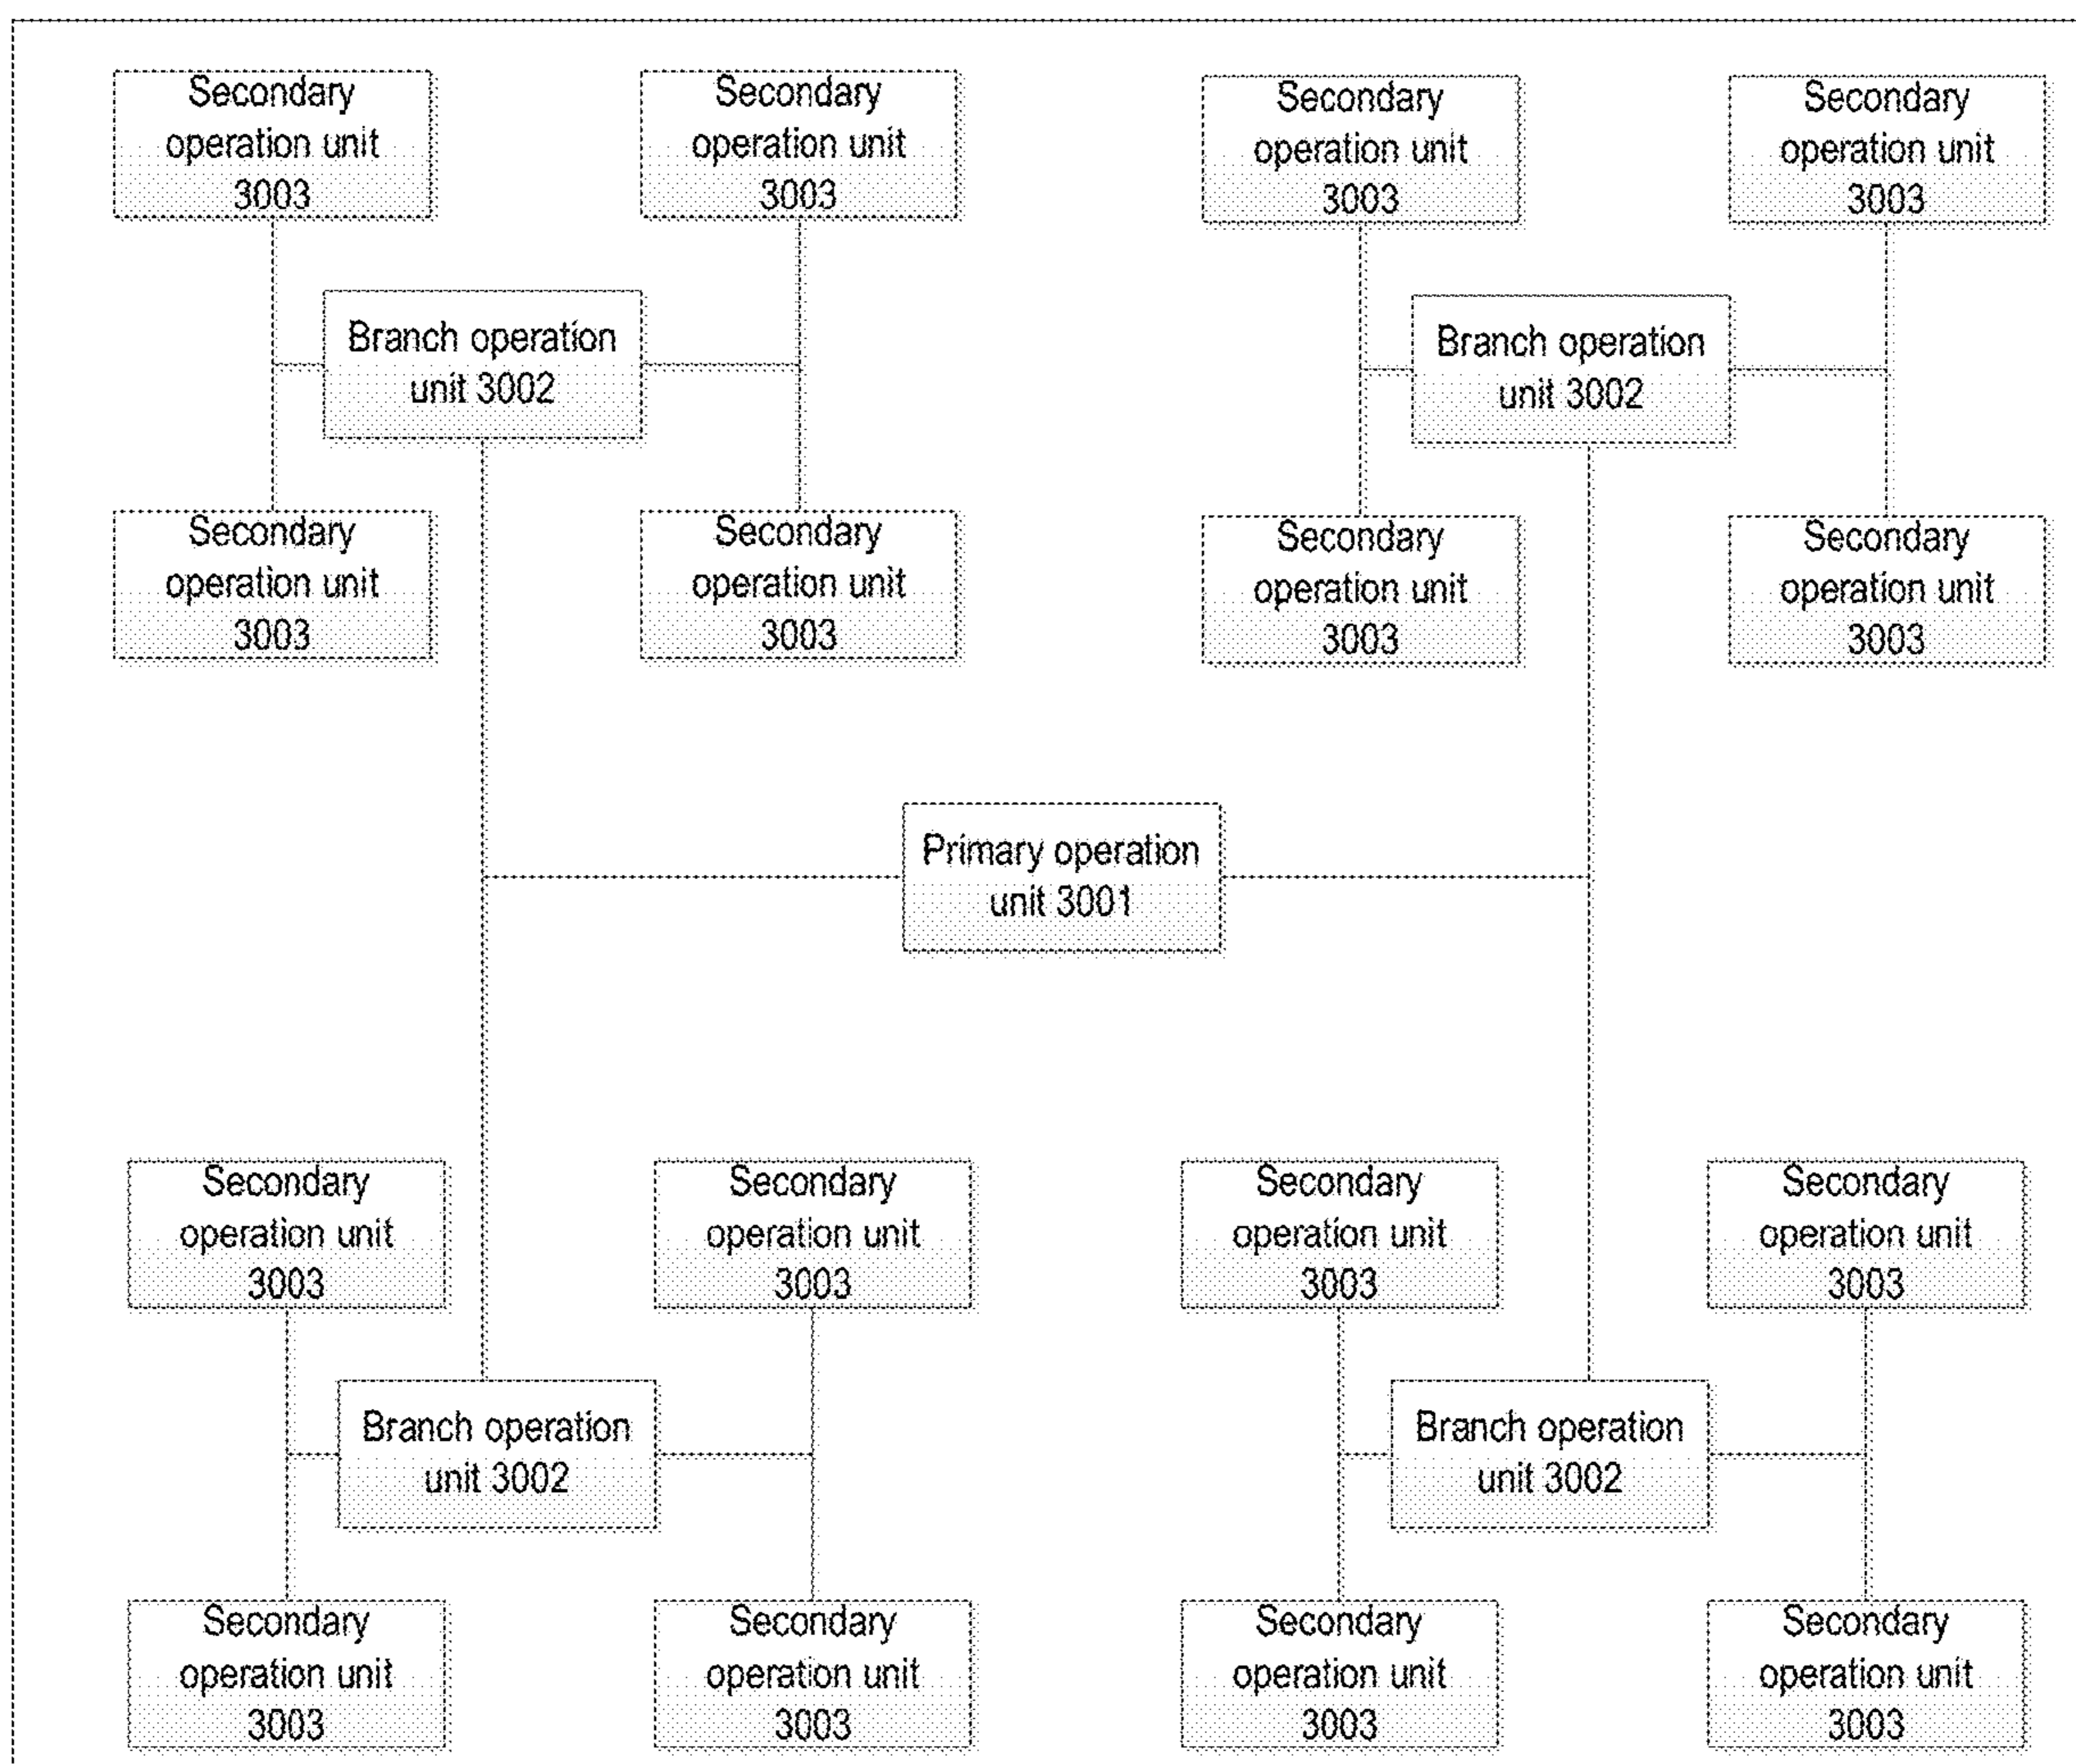 Secondary
operation unit
3003
Secondary
operation unit
3003
Secondary
operation unit
3003
Secondary
operation unit
3003
Branch operation
unit 3002
Branch operation
unit 3002
Secondary
operation unit
3003
Secondary
operation unit
3003
Secondary
operation unit
3003
Secondary
operation unit
3003
Primary operation
unit 3001
Secondary
operation unit
3003
Secondary
operation unit
3003
Secondary
operation unit
3003
Secondary
operation unit
3003
Branch operation
unit 3002
Branch operation
unit 3002
Secondary
operation unit
3003
Secondary
operation unit
3003
Secondary
operation unit
3003
Secondary
operation unit
3003